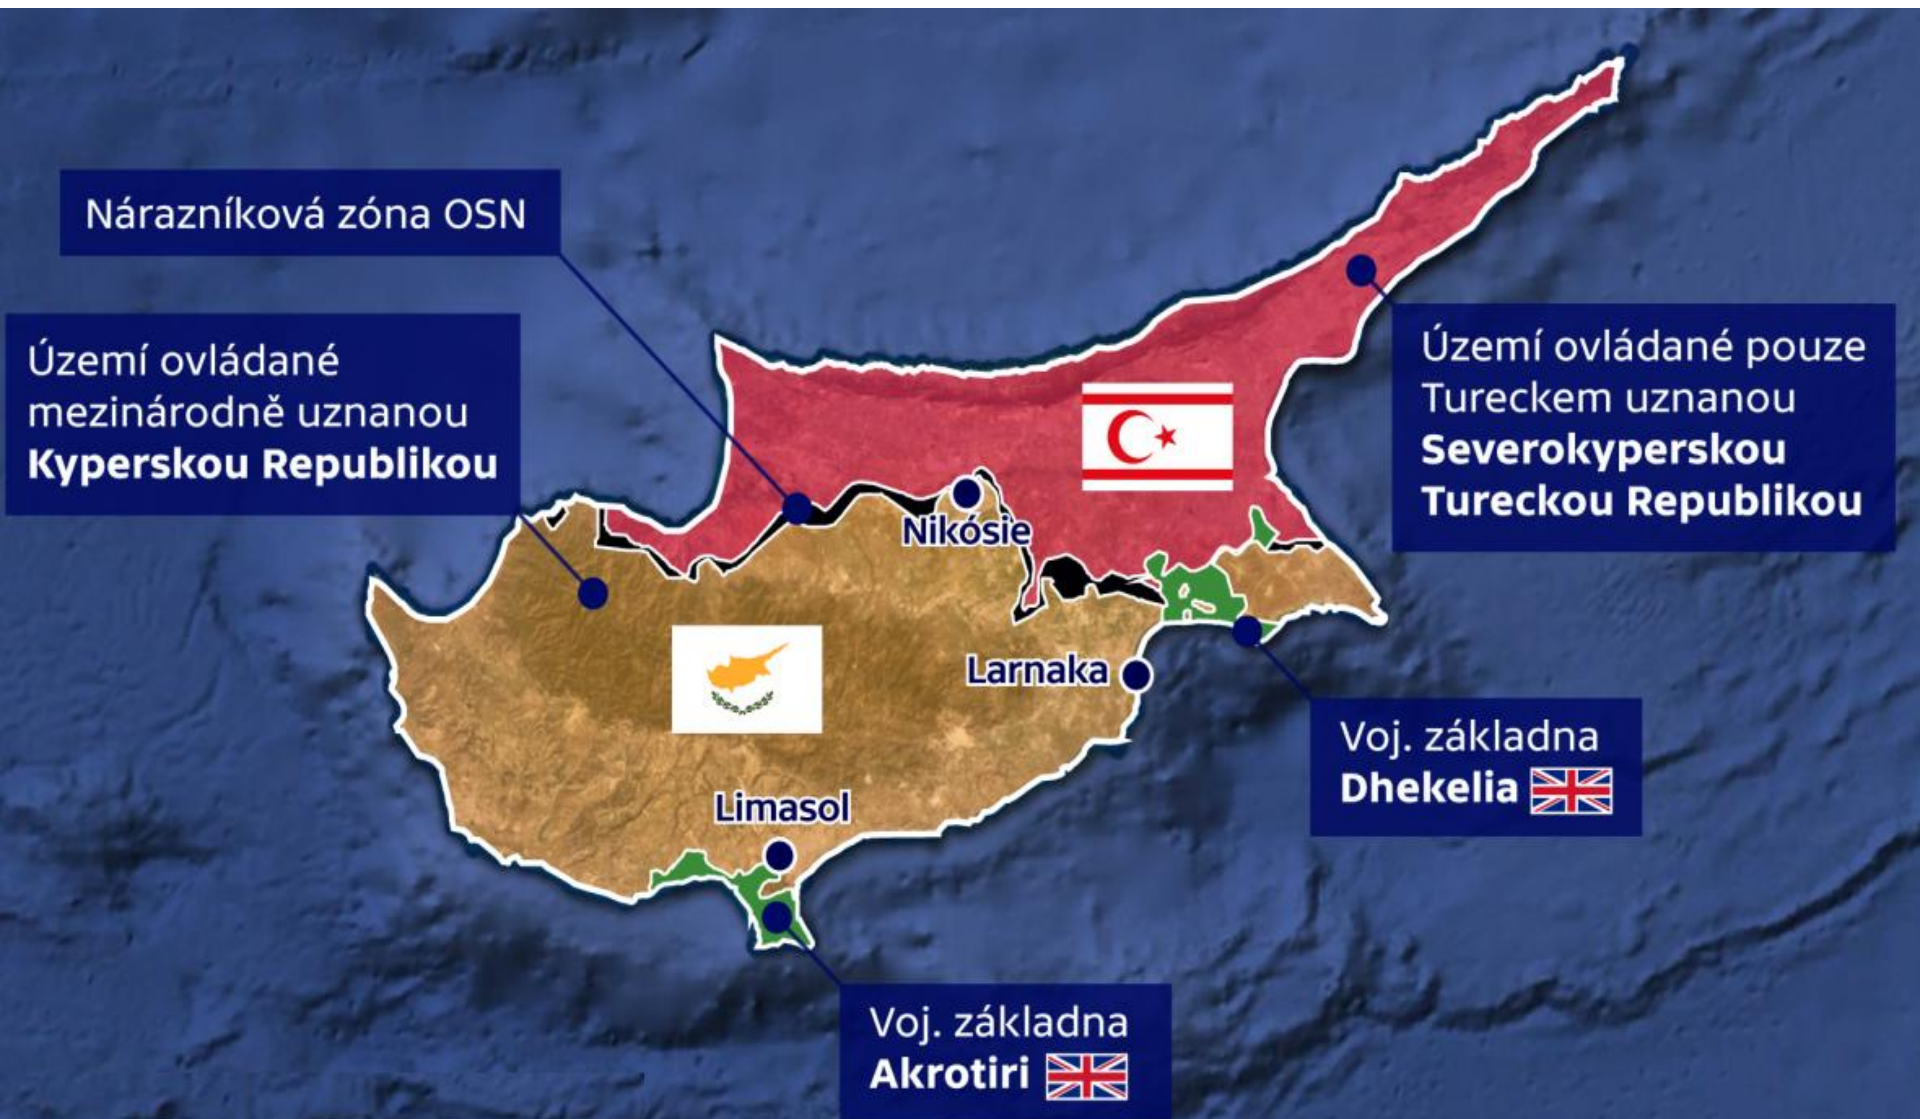 Nárazníková zóna OSN
Území ovládané
mezinárodně uznanou
Kyperskou Republikou
Území ovládané pouze
Tureckem uznanou
Severokyperskou
Tureckou Republikou
Nikósie
Larnaka
Voj. základna
Dhekelia
Limasol
Voj. základna
Akrotiri